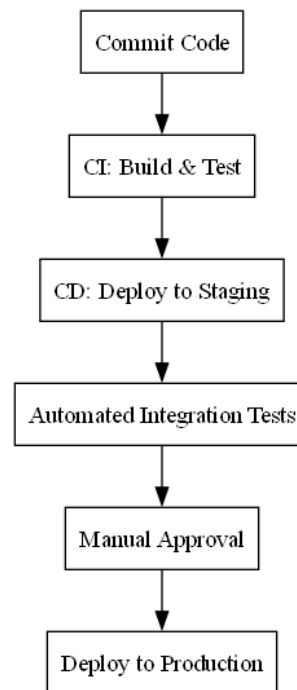 Commit Code
CI: Build & Test
CD: Deploy to Staging
Automated Integration Tests
Manual Approval
Deploy to Production